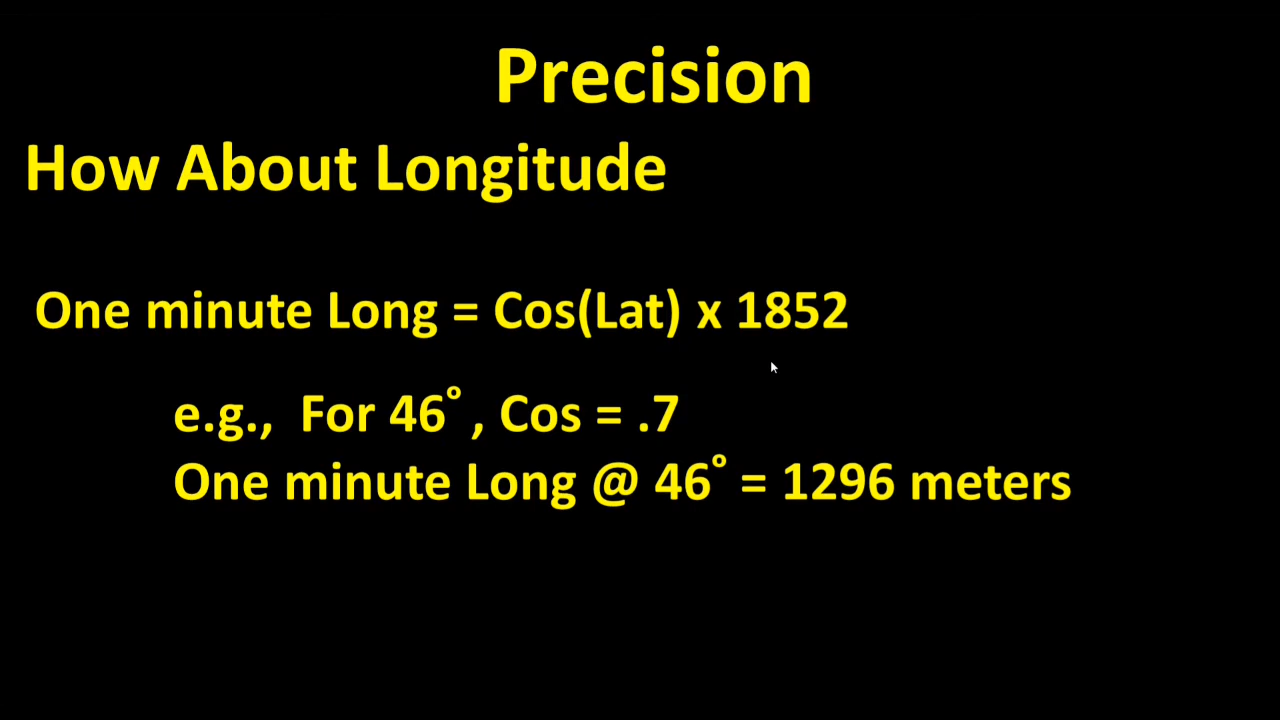 Precision
How About Longitude
One minute Long = Cos(Lat) x 1852
e.g., For 46°, Cos = .7
One minute Long @ 46° = 1296 meters